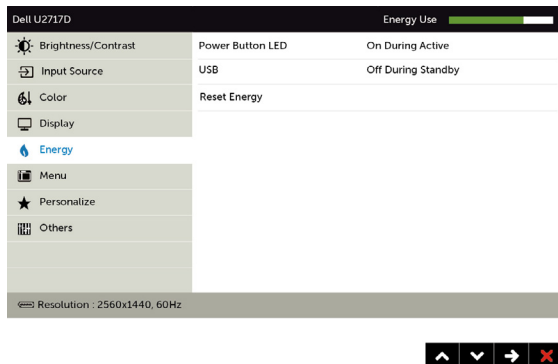 Dell U2717D Energy Use
Brightness/Contrast Power Button LED On During Active
Input Source USB Off During Standby
Color Reset Energy
Display
Energy
Menu
Personalize
Others
Resolution : 2560x1440, 60Hz